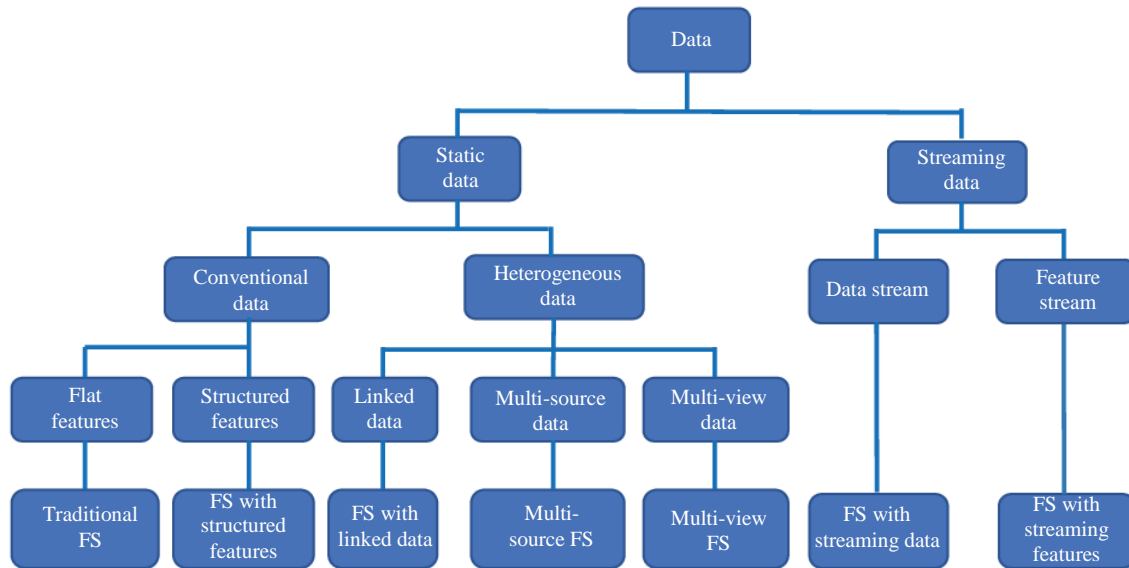 Data
Static
data
Streaming
data
Conventional
data
Heterogeneous
data
Data stream
Feature
stream
Flat
features
Structured
features
Linked
data
Multi-source
data
Multi-view
data
Traditional
FS
FS with
structured
features
FS with
linked data
Multi-
source FS
Multi-view
FS
FS with
streaming data
FS with
streaming
features